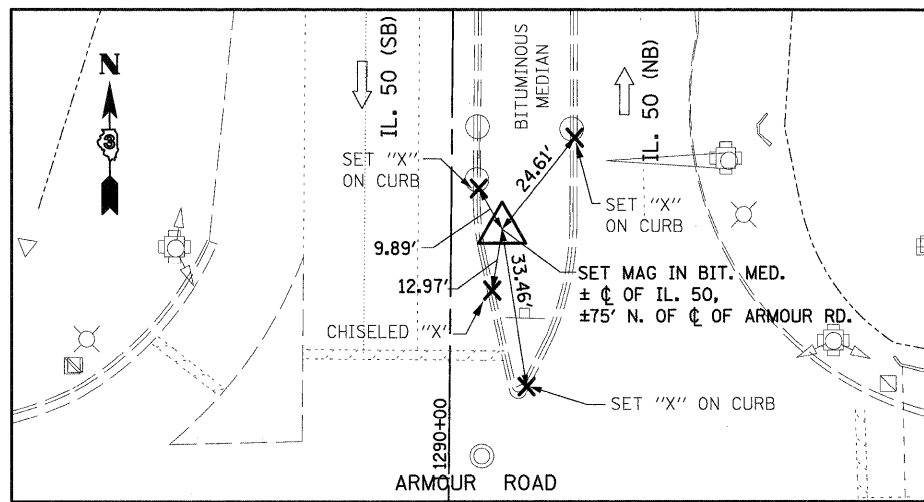 N
3
IL. 50 (SB)
BITUMINOUS
MEDIAN
IL. 50 (NB)
SET "X"
ON CURB
24.61'
SET "X"
ON CURB
9.89'
12.97'
33.46'
SET MAG IN BIT. MED.
± ℄ OF IL. 50,
±75' N. OF ℄ OF ARMOUR RD.
CHISELED "X"
SET "X" ON CURB
1290+00
ARMOUR ROAD